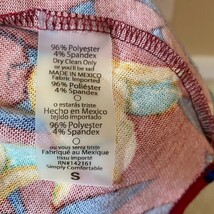 96% Polyester
4% Spandex
Dry Clean Only
or you'll be sad
MADE IN MEXICO
Fabric Imported
96% Poliéster
4% Spandex
o estarás triste
Hecho en México
tejido importado
96% Polyester
4% Spandex
ou
O vous serez triste
Fabriqué au Mexique
tissu importé
RN#142161
Simply Comfortable
S